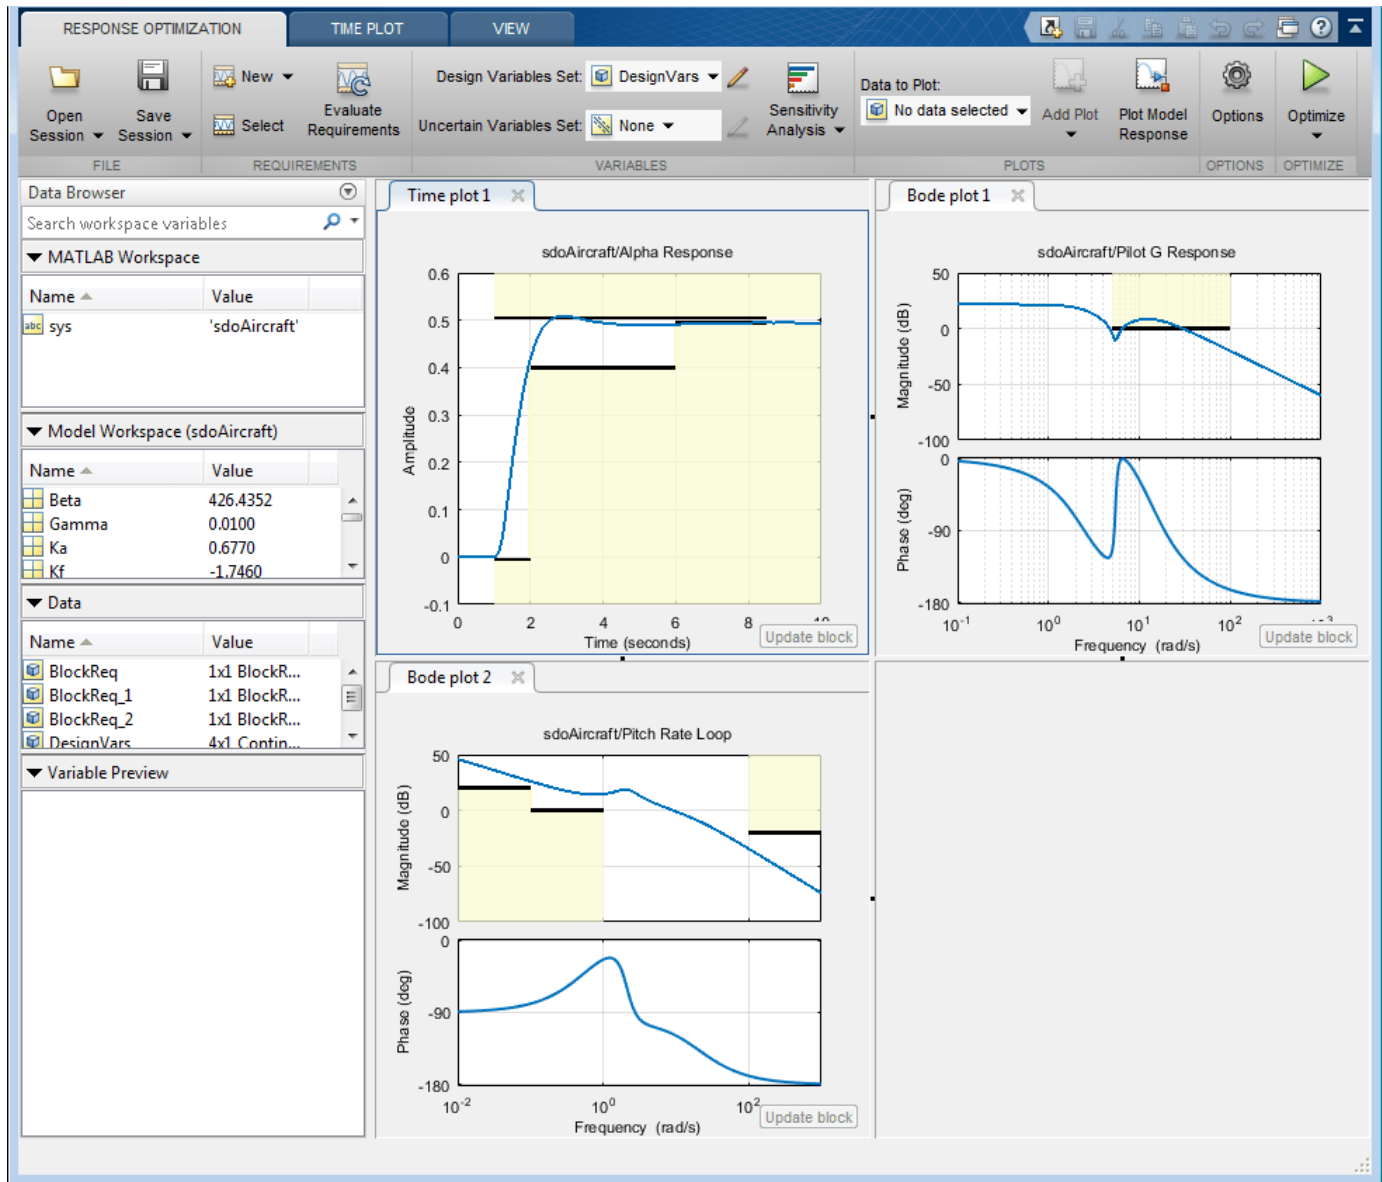 RESPONSE OPTIMIZATION TIME PLOT VIEW
New Design Variables Set: DesignVars Data to Plot:
No data selected
Open Session Save Session Select Evaluate Requirements Uncertain Variables Set: None Sensitivity Analysis Add Plot Plot Model Response Options Optimize
FILE REQUIREMENTS VARIABLES PLOTS OPTIONS OPTIMIZE
Data Browser
Search workspace variables
MATLAB Workspace
Name Value
abc sys 'sdoAircraft'
Model Workspace (sdoAircraft)
Name Value
Beta 426.4352
Gamma 0.0100
Ka 0.6770
Kf -1.7460
Data
Name Value
BlockReq 1x1 BlockR...
BlockReq_1 1x1 BlockR...
BlockReq_2 1x1 BlockR...
DesignVars 4x1 Contin...
Variable Preview
Time plot 1
sdoAircraft/Alpha Response
Amplitude
0.6
0.5
0.4
0.3
0.2
0.1
0
-0.1
0 2 4 6 8 10
Time (seconds)
Update block
Bode plot 1
sdoAircraft/Pilot G Response
Magnitude (dB)
50
0
-50
-100
Phase (deg)
0
-90
-180
10-1 100 101 102 103
Frequency (rad/s)
Update block
Bode plot 2
sdoAircraft/Pitch Rate Loop
Magnitude (dB)
50
0
-50
-100
Phase (deg)
0
-90
-180
10-2 100 102
Frequency (rad/s)
Update block